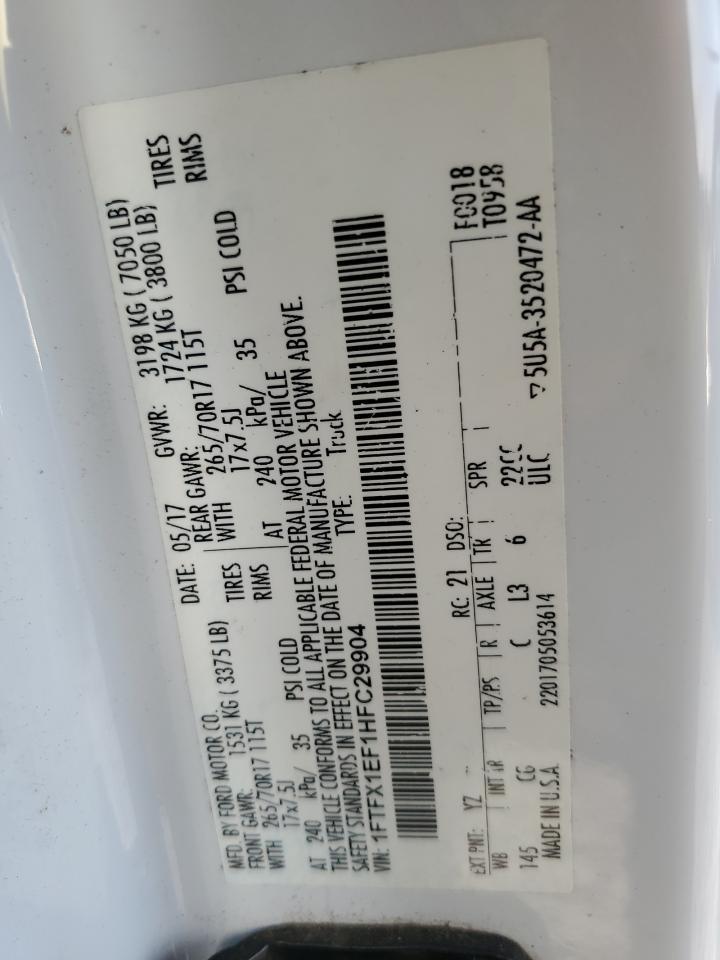 MFD. BY FORD MOTOR CO.
DATE: 05/17 GVWR: 3198 KG ( 7050 LB)
FRONT GAWR: 1531 KG ( 3375 LB) REAR GAWR: 1724 KG ( 3800 LB)
WITH 265/70R17 115T TIRES WITH 265/70R17 115T TIRES
17x7.5J RIMS 17x7.5J RIMS
AT 240 kPa/ 35 PSI COLD AT 240 kPa/ 35 PSI COLD
THIS VEHICLE CONFORMS TO ALL APPLICABLE FEDERAL MOTOR VEHICLE
SAFETY STANDARDS IN EFFECT ON THE DATE OF MANUFACTURE SHOWN ABOVE.
VIN: 1FTFX1EF1HFC29904 TYPE: Truck
F0018
T0958
EXT PNT: YZ RC: 21 DSO:
WB INT TR TP/PS R AXLE TR SPR
145 CG C L3 6 22CC
ULC
MADE IN U.S.A. 2201705053614
5U5A-3520472-AA